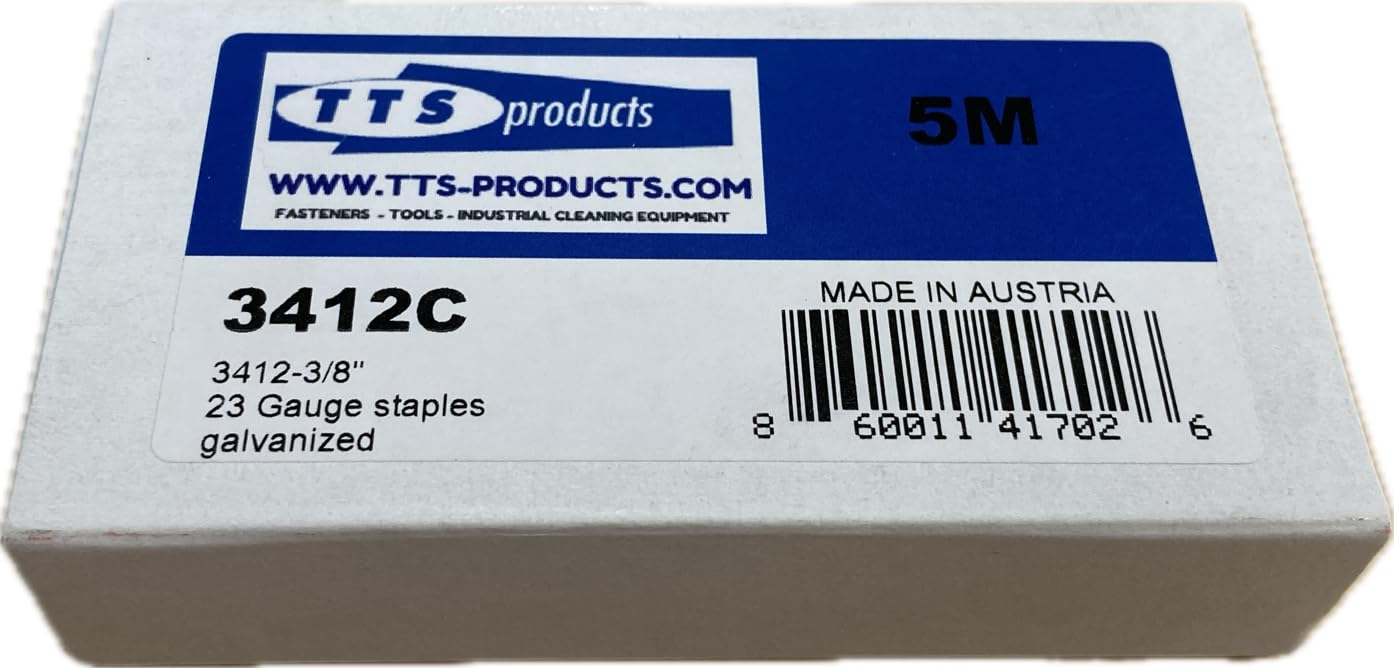 TTS products
5M
WWW.TTS-PRODUCTS.COM
FASTENERS - TOOLS - INDUSTRIAL CLEANING EQUIPMENT
3412C
3412-3/8"
23 Gauge staples
galvanized
MADE IN AUSTRIA
8 60011 41702 6